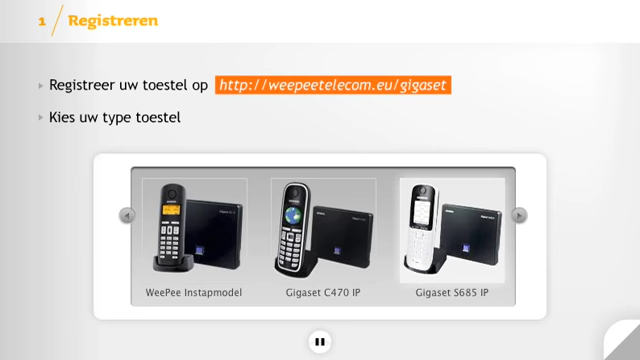 1 / Registreren
Registreer uw toestel op http://weepeetelecom.eu/gigaset
Kies uw type toestel
WeePee Instapmodel
Gigaset C470 IP
Gigaset S685 IP